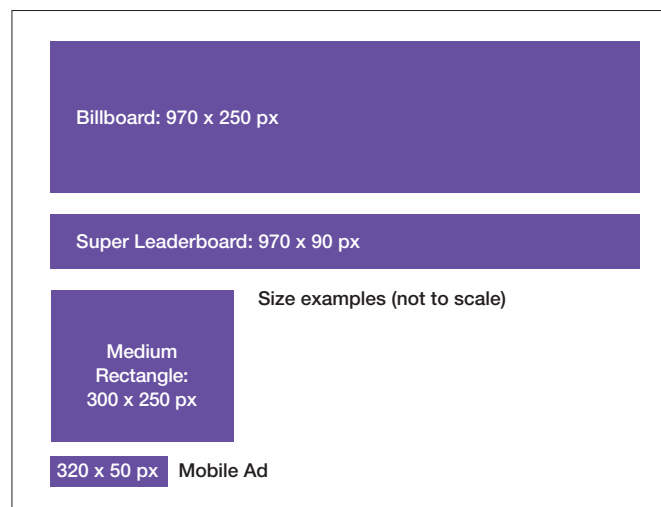 Billboard: 970 x 250 px
Super Leaderboard: 970 x 90 px
Size examples (not to scale)
Medium
Rectangle:
300 x 250 px
320 x 50 px Mobile Ad